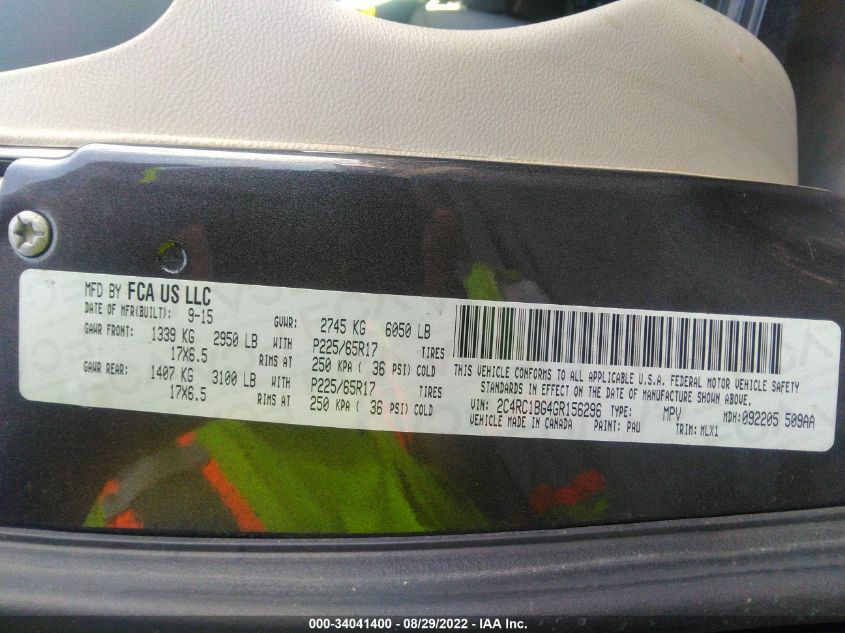 MFD BY FCA US LLC
DATE OF MFR(BUILT): 9-15 GVWR: 2745 KG 6050 LB
GAWR FRONT: 1339 KG 2950 LB WITH P225/65R17 TIRES
17X6.5 RIMS AT 250 KPA ( 36 PSI) COLD
GAWR REAR: 1407 KG 3100 LB WITH P225/65R17 TIRES
17X6.5 RIMS AT 250 KPA ( 36 PSI) COLD
THIS VEHICLE CONFORMS TO ALL APPLICABLE U.S.A. FEDERAL MOTOR VEHICLE SAFETY
STANDARDS IN EFFECT ON THE DATE OF MANUFACTURE SHOWN ABOVE.
VIN: 2C4RC1BG4GR156296 TYPE: MPV MDH:092205 509AA
VEHICLE MADE IN CANADA PAINT: PAU TRIM: MLX1
000-34041400 - 08/29/2022 - IAA Inc.